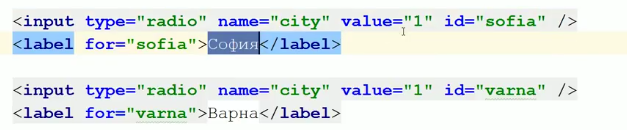 <input type="radio" name="city" value="1" id="sofia" />
<label for="sofia">София</label>
<input type="radio" name="city" value="1" id="varna" />
<label for="varna">Варна</label>